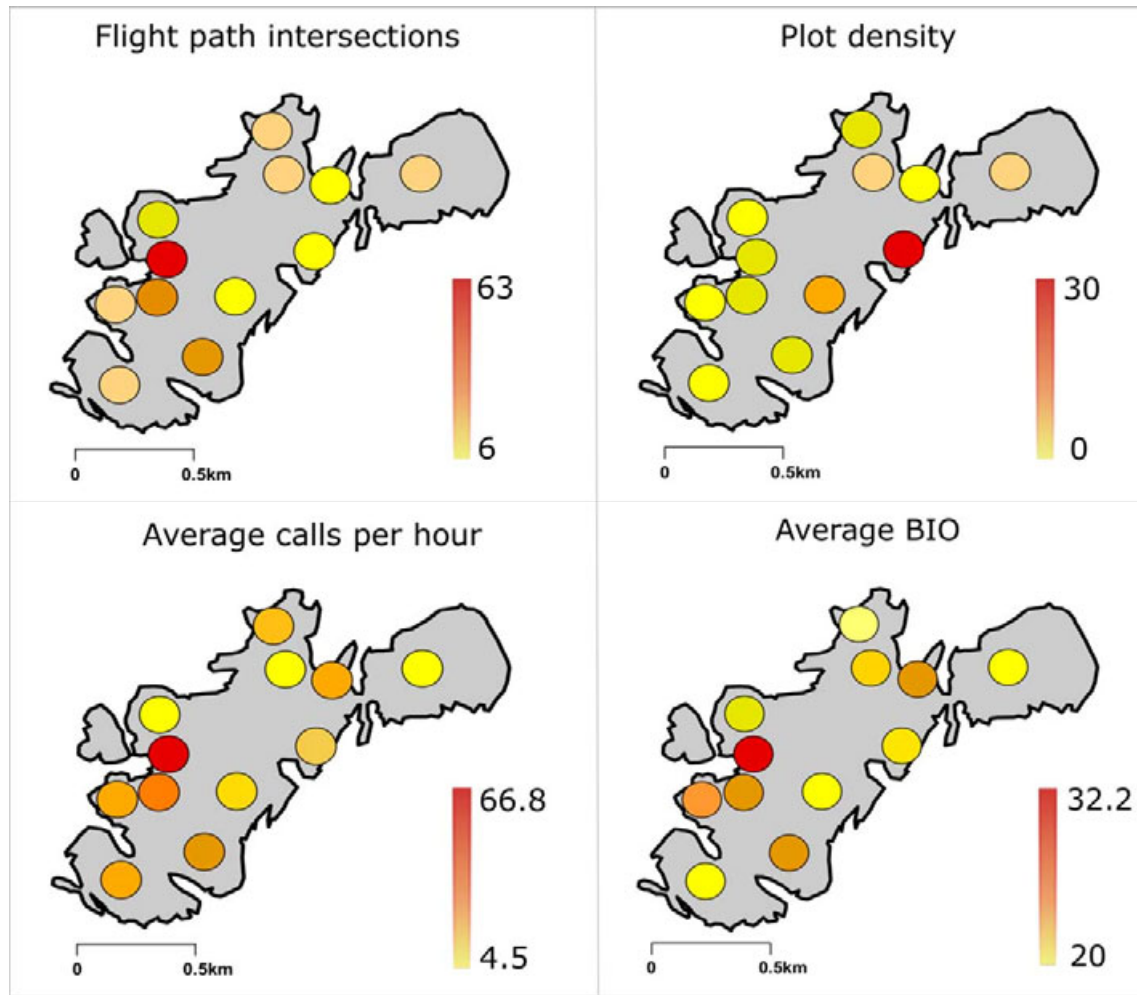 Flight path intersections
63
6
0 0.5km
Plot density
30
0
0 0.5km
Average calls per hour
66.8
4.5
0 0.5km
Average BIO
32.2
20
0 0.5km